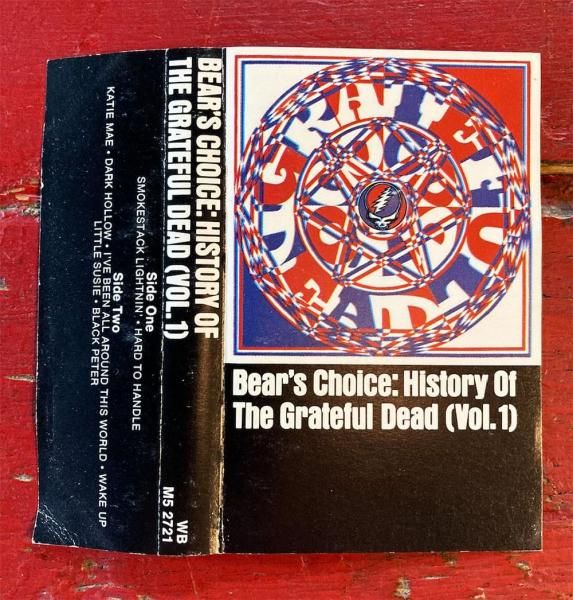 GRATEFUL DEAD
Bear's Choice: History Of
The Grateful Dead (Vol.1)
BEAR'S CHOICE: HISTORY OF
THE GRATEFUL DEAD (VOL. 1)
WB
M5 2721
Side One
SMOKESTACK LIGHTNIN' • HARD TO HANDLE
Side Two
KATIE MAE • DARK HOLLOW • I'VE BEEN ALL AROUND THIS WORLD • WAKE UP
LITTLE SUSIE • BLACK PETER